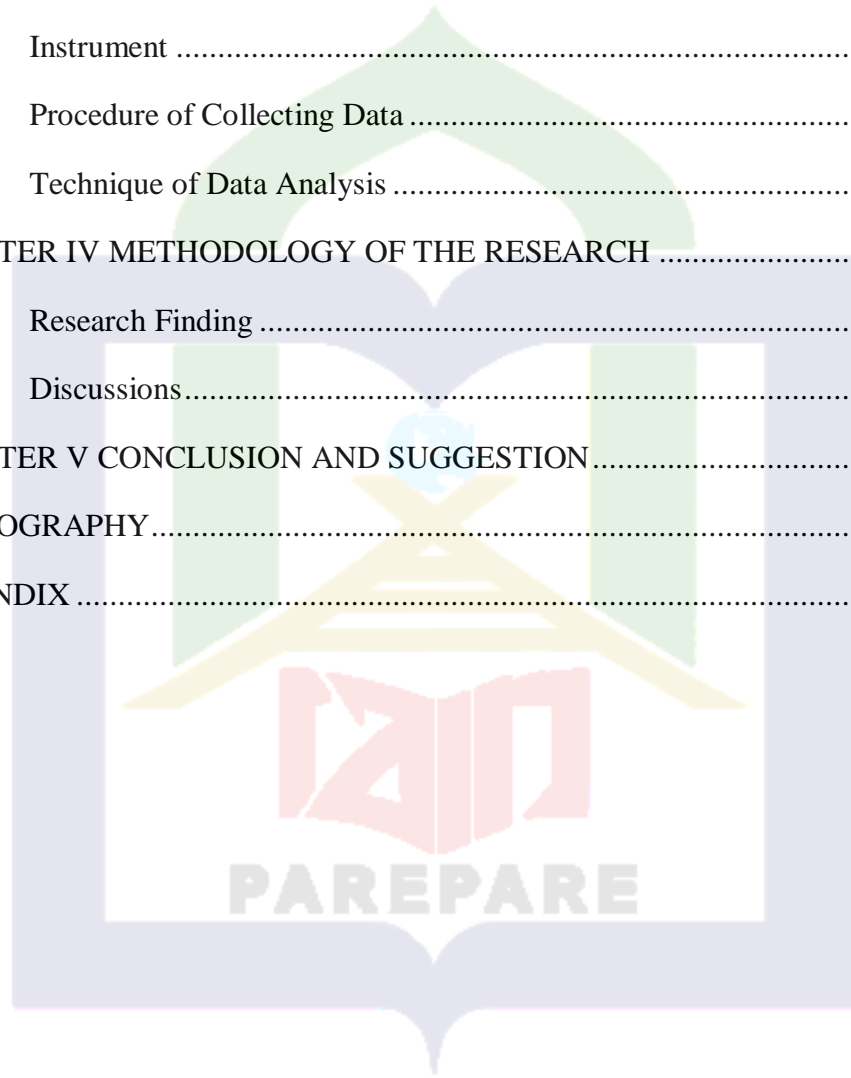 Instrument ................................................................................
Procedure of Collecting Data ....................................................
Technique of Data Analysis ......................................................
TER IV METHODOLOGY OF THE RESEARCH ......................
Research Finding ......................................................................
Discussions................................................................................
TER V CONCLUSION AND SUGGESTION..............................
OGRAPHY..................................................................................
NDIX ..........................................................................................
iain
PAREPARE